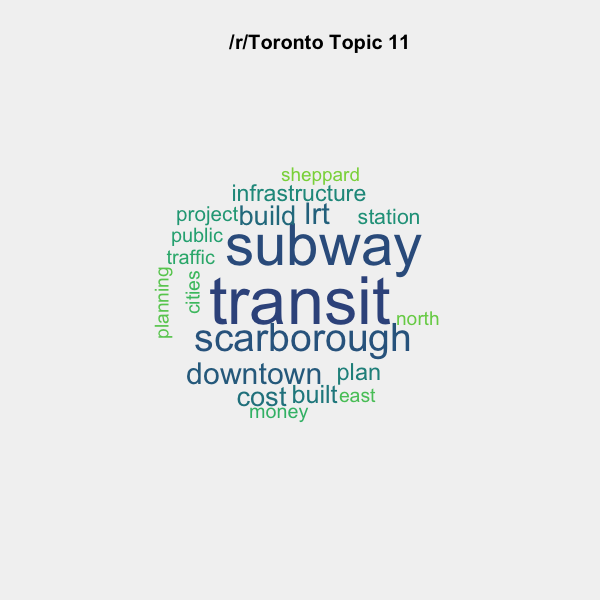 /r/Toronto Topic 11
sheppard
infrastructure
project
build
lrt
station
public
subway
traffic
planning
cities
transit
north
scarborough
downtown
plan
cost
built
east
money